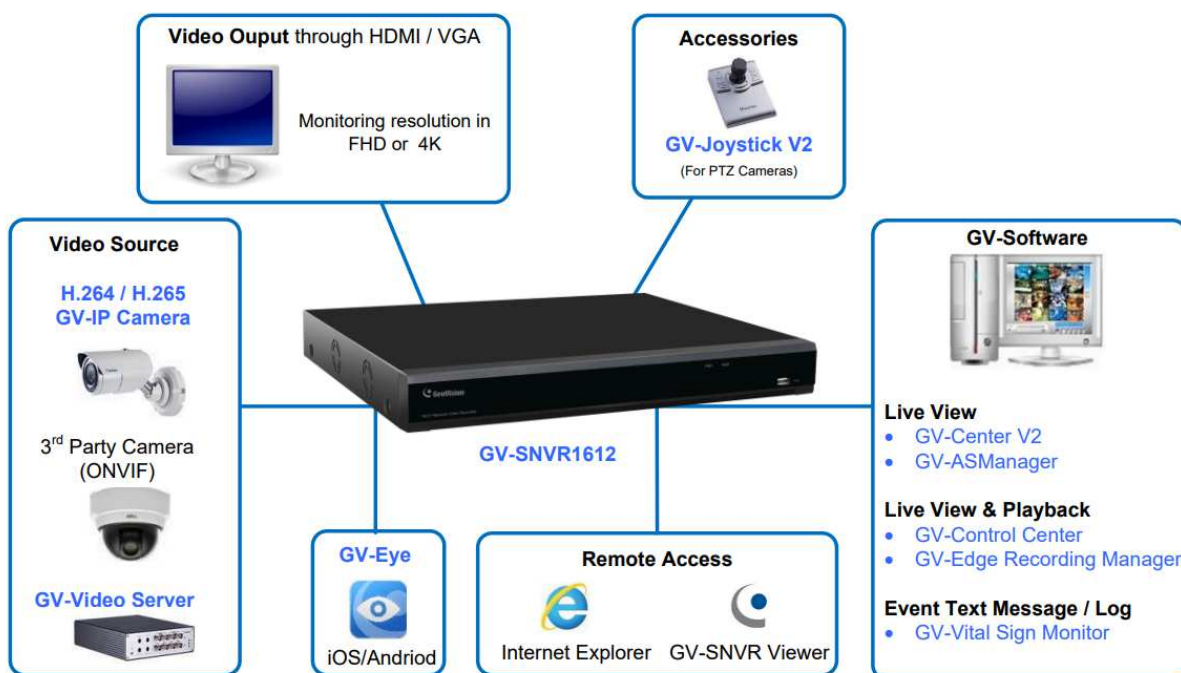 Video Ouput through HDMI / VGA
Monitoring resolution in
FHD or 4K
Accessories
GV-Joystick V2
(For PTZ Cameras)
Video Source
H.264 / H.265
GV-IP Camera
3rd Party Camera
(ONVIF)
GV-Video Server
GeoVision
GV-SNVR1612
GV-Eye
iOS/Andriod
Remote Access
Internet Explorer
GV-SNVR Viewer
GV-Software
Live View
• GV-Center V2
• GV-ASManager
Live View & Playback
• GV-Control Center
• GV-Edge Recording Manager
Event Text Message / Log
• GV-Vital Sign Monitor